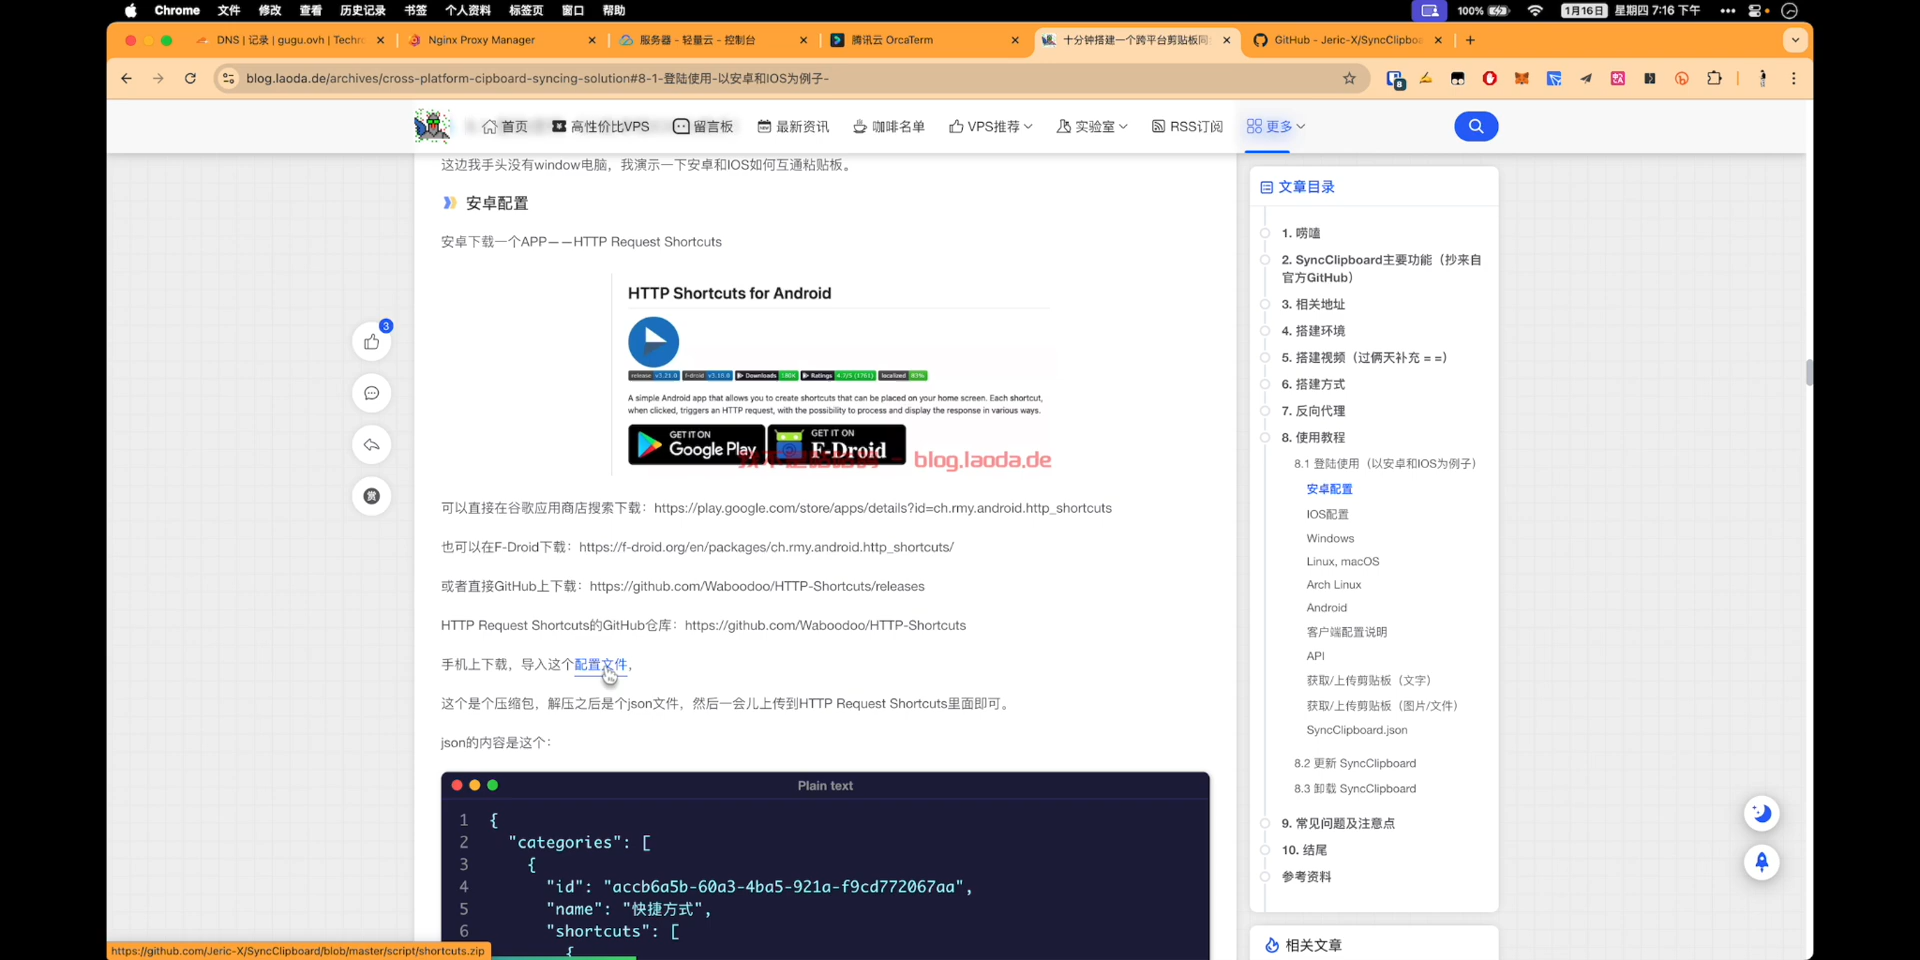 Chrome 文件 修改 查看 历史记录 书签 个人资料 标签页 窗口 帮助 100% 1月16日 星期四 7:16 下午
DNS | 记录 | gugu.ovh | Techr Nginx Proxy Manager 服务器 - 轻量云 - 控制台 腾讯云 OrcaTerm 十分钟搭建一个跨平台剪贴板同 GitHub - Jeric-X/SyncClipboa
blog.laoda.de/archives/cross-platform-cipboard-syncing-solution#8-1-登陆使用-以安卓和IOS为例子-
首页 高性价比VPS 留言板 最新资讯 咖啡名单 VPS推荐 实验室 RSS订阅 更多
这边我手头没有window电脑，我演示一下安卓和IOS如何互通粘贴板。
安卓配置
安卓下载一个APP——HTTP Request Shortcuts
HTTP Shortcuts for Android
release v3.21.0 f-droid v3.16.0 Downloads 180K Ratings 4.2/5 (1761) localized 83%
A simple Android app that allows you to create shortcuts that can be placed on your home screen. Each shortcut,
when clicked, triggers an HTTP request, with the possibility to process and display the response in various ways.
GET IT ON Google Play GET IT ON F-Droid
- blog.laoda.de
3
赏
可以直接在谷歌应用商店搜索下载：https://play.google.com/store/apps/details?id=ch.rmy.android.http_shortcuts
也可以在F-Droid下载：https://f-droid.org/en/packages/ch.rmy.android.http_shortcuts/
或者直接GitHub上下载：https://github.com/Waboodoo/HTTP-Shortcuts/releases
HTTP Request Shortcuts的GitHub仓库：https://github.com/Waboodoo/HTTP-Shortcuts
手机上下载，导入这个配置文件，
这个是个压缩包，解压之后是个json文件，然后一会儿上传到HTTP Request Shortcuts里面即可。
json的内容是这个：
Plain text
1 {
2 "categories": [
3 {
4 "id": "accb6a5b-60a3-4ba5-921a-f9cd772067aa",
5 "name": "快捷方式",
6 "shortcuts": [
{
文章目录
1. 唠嗑
2. SyncClipboard主要功能（抄来自
官方GitHub）
3. 相关地址
4. 搭建环境
5. 搭建视频（过俩天补充 = =）
6. 搭建方式
7. 反向代理
8. 使用教程
8.1 登陆使用（以安卓和IOS为例子）
安卓配置
IOS配置
Windows
Linux, macOS
Arch Linux
Android
客户端配置说明
API
获取/上传剪贴板（文字）
获取/上传剪贴板（图片/文件）
SyncClipboard.json
8.2 更新 SyncClipboard
8.3 卸载 SyncClipboard
9. 常见问题及注意点
10. 结尾
参考资料
相关文章
https://github.com/Jeric-X/SyncClipboard/blob/master/script/shortcuts.zip